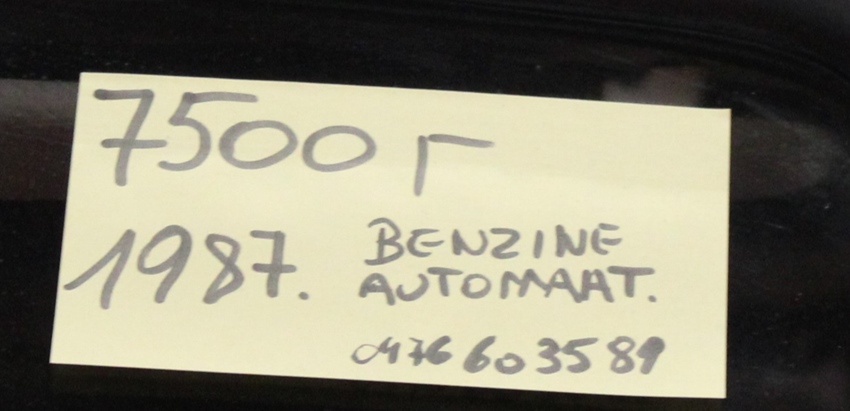 7500 г
1987. BENZINE
AUTOMAAT.
0476 60 35 89